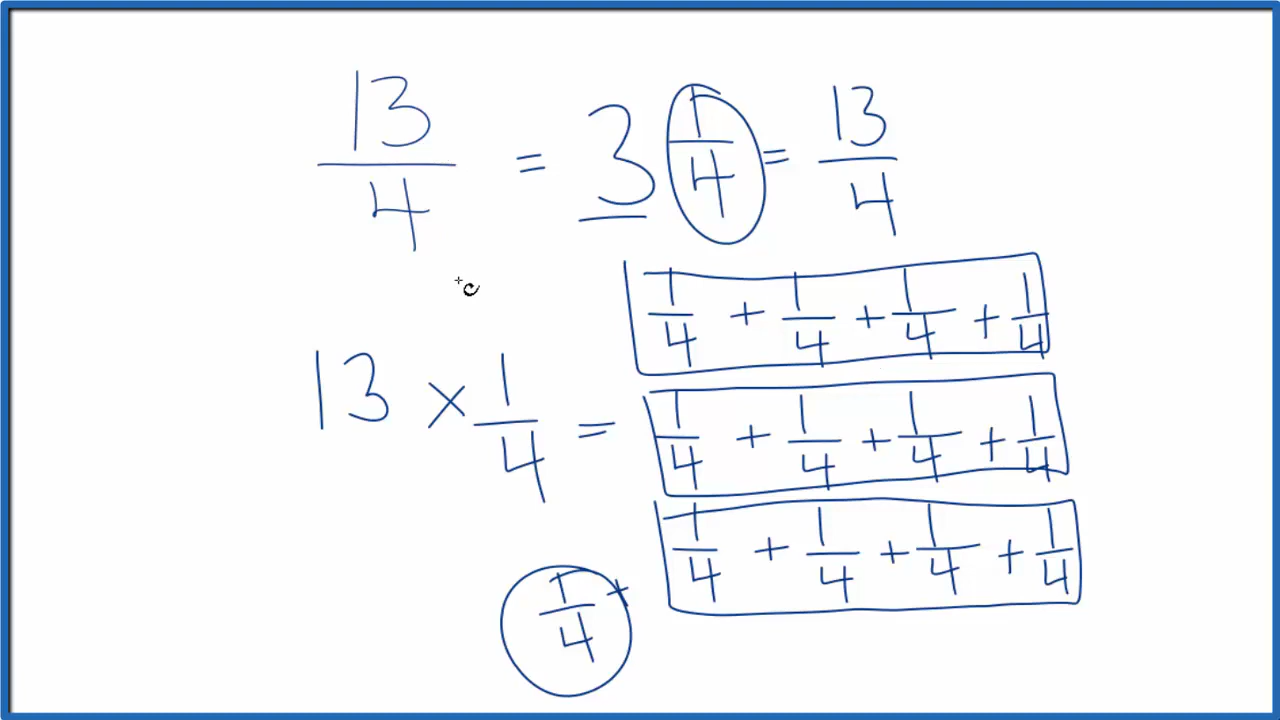 13/4 = 3 1/4 = 13/4
1/4 + 1/4 + 1/4 + 1/4
13 × 1/4 = 1/4 + 1/4 + 1/4 + 1/4
1/4 + 1/4 + 1/4 + 1/4
1/4 +